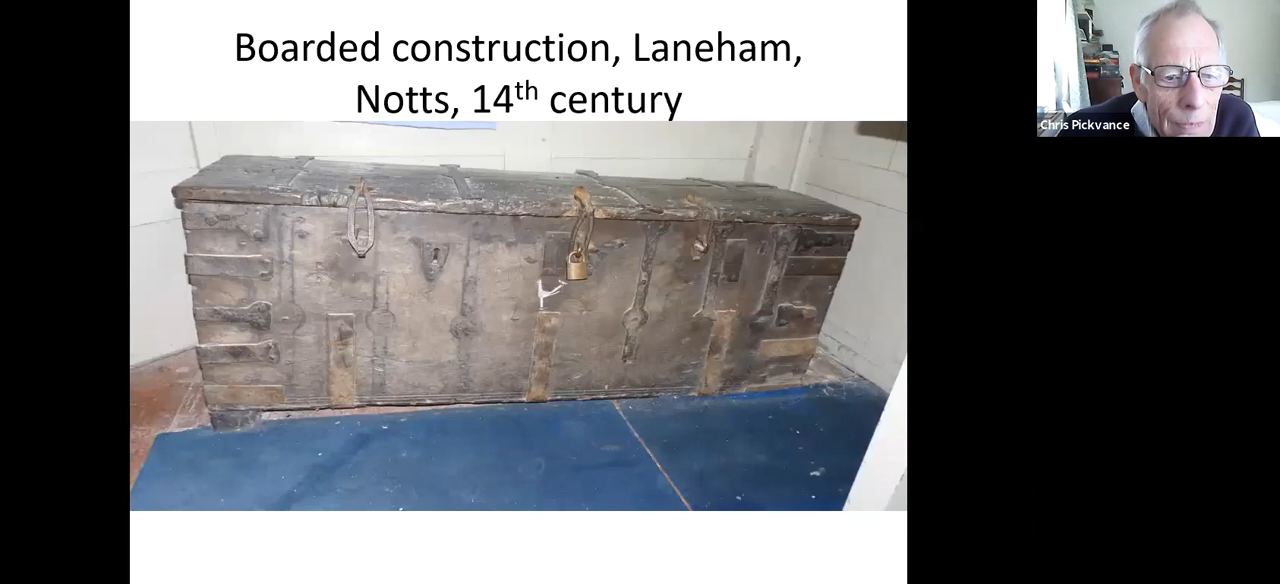 Boarded construction, Laneham,
Notts, 14th century
Chris Pickvance